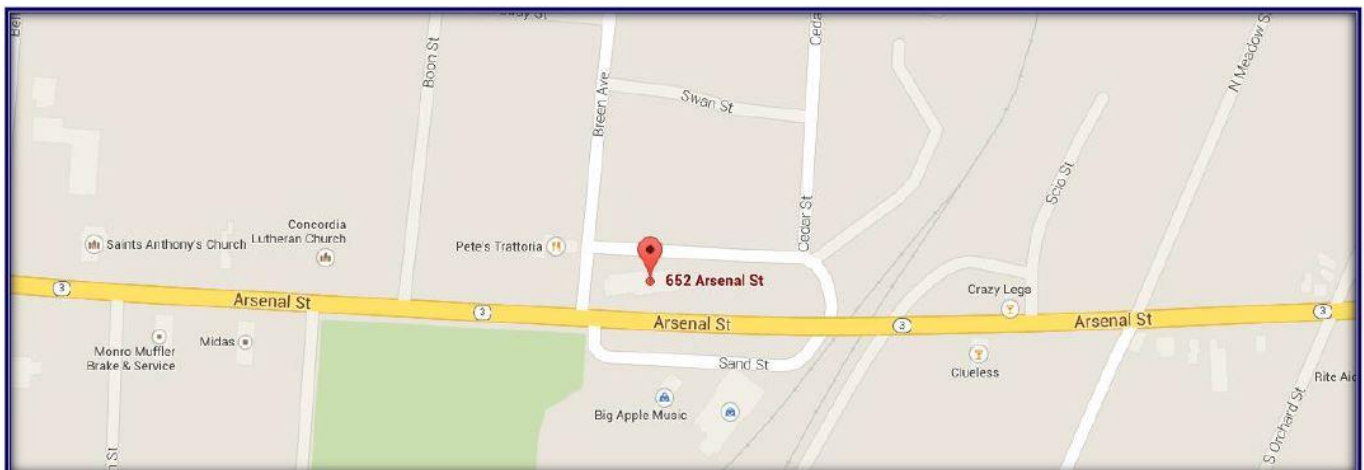 Boon St
Breen Ave
Swan St
Cedar St
N Meadow S
Scio St
Concordia
Lutheran Church
Saints Anthony's Church
Pete's Trattoria
652 Arsenal St
Crazy Legs
3
Arsenal St
3
Arsenal St
3
Arsenal St
3
Monro Muffler
Brake & Service
Midas
Sand St
Clueless
Big Apple Music
Rite Aid
S Orchard St